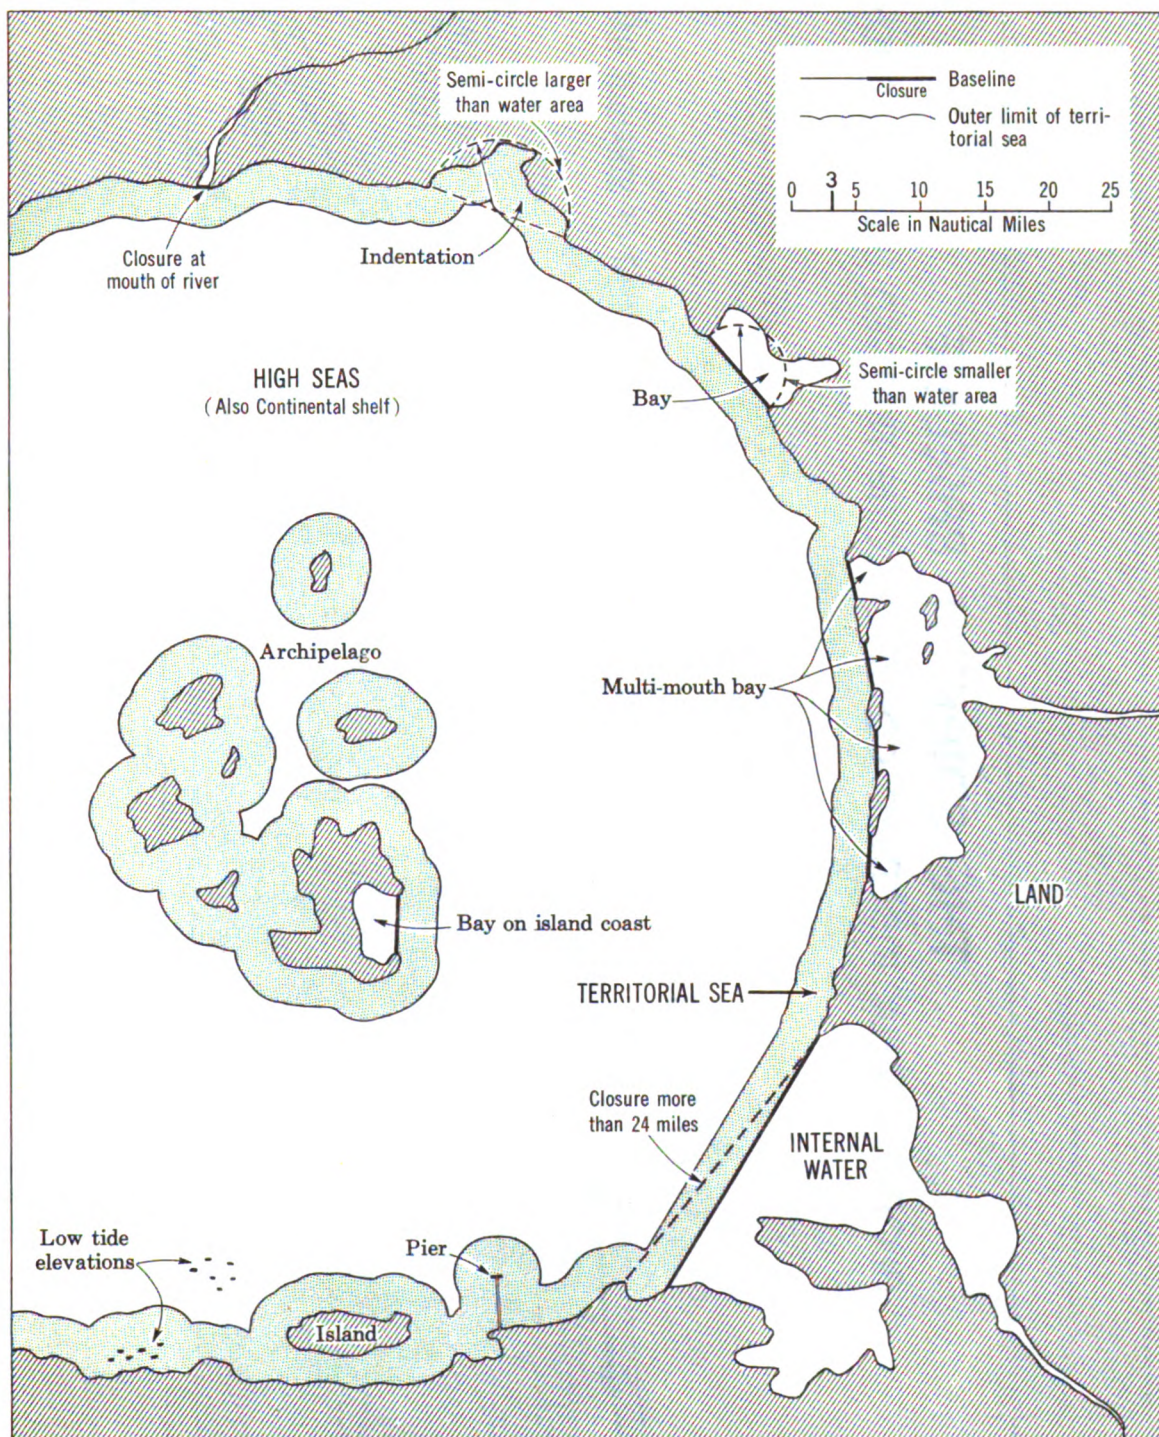 Semi-circle larger
than water area
Closure
Baseline
Outer limit of terri-
torial sea
0 3 5 10 15 20 25
Scale in Nautical Miles
Closure at
mouth of river
Indentation
HIGH SEAS
(Also Continental shelf)
Bay
Semi-circle smaller
than water area
Archipelago
Multi-mouth bay
LAND
Bay on island coast
TERRITORIAL SEA
Closure more
than 24 miles
INTERNAL
WATER
Low tide
elevations
Pier
Island